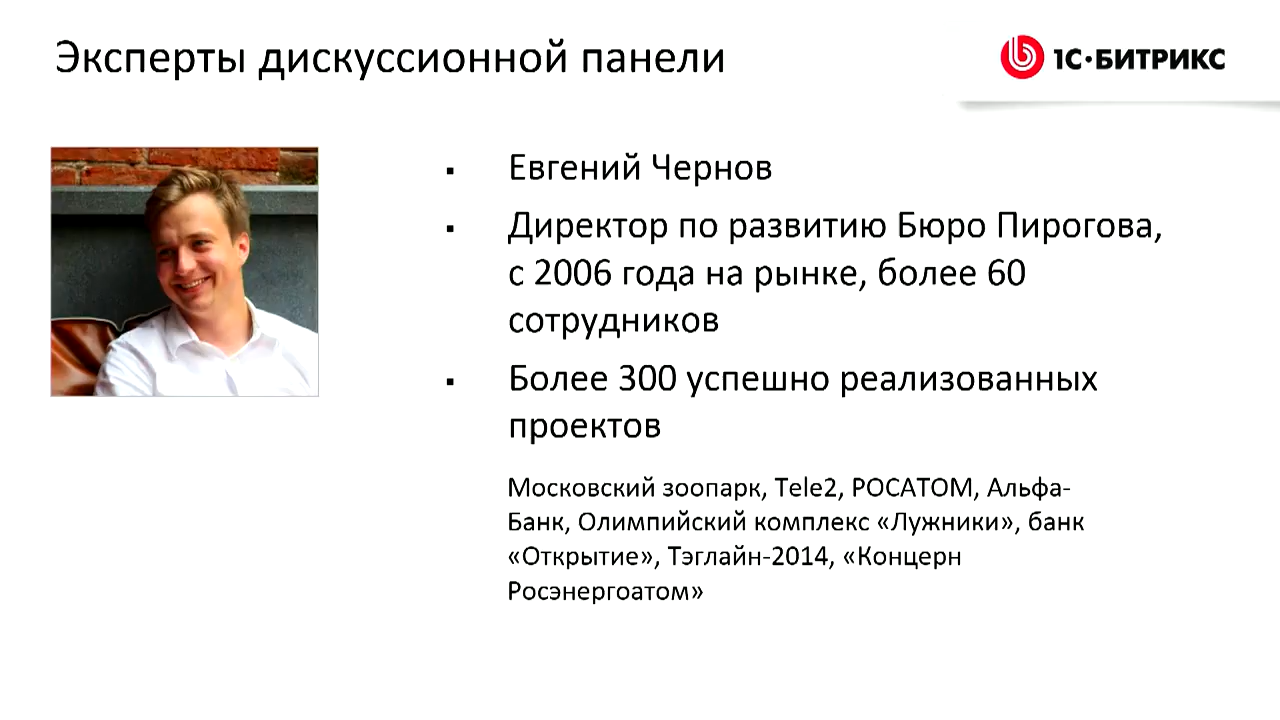 Эксперты дискуссионной панели
1С·БИТРИКС
Евгений Чернов
Директор по развитию Бюро Пирогова,
с 2006 года на рынке, более 60
сотрудников
Более 300 успешно реализованных
проектов
Московский зоопарк, Tele2, РОСАТОМ, Альфа-
Банк, Олимпийский комплекс «Лужники», банк
«Открытие», Тэглайн-2014, «Концерн
Росэнергоатом»